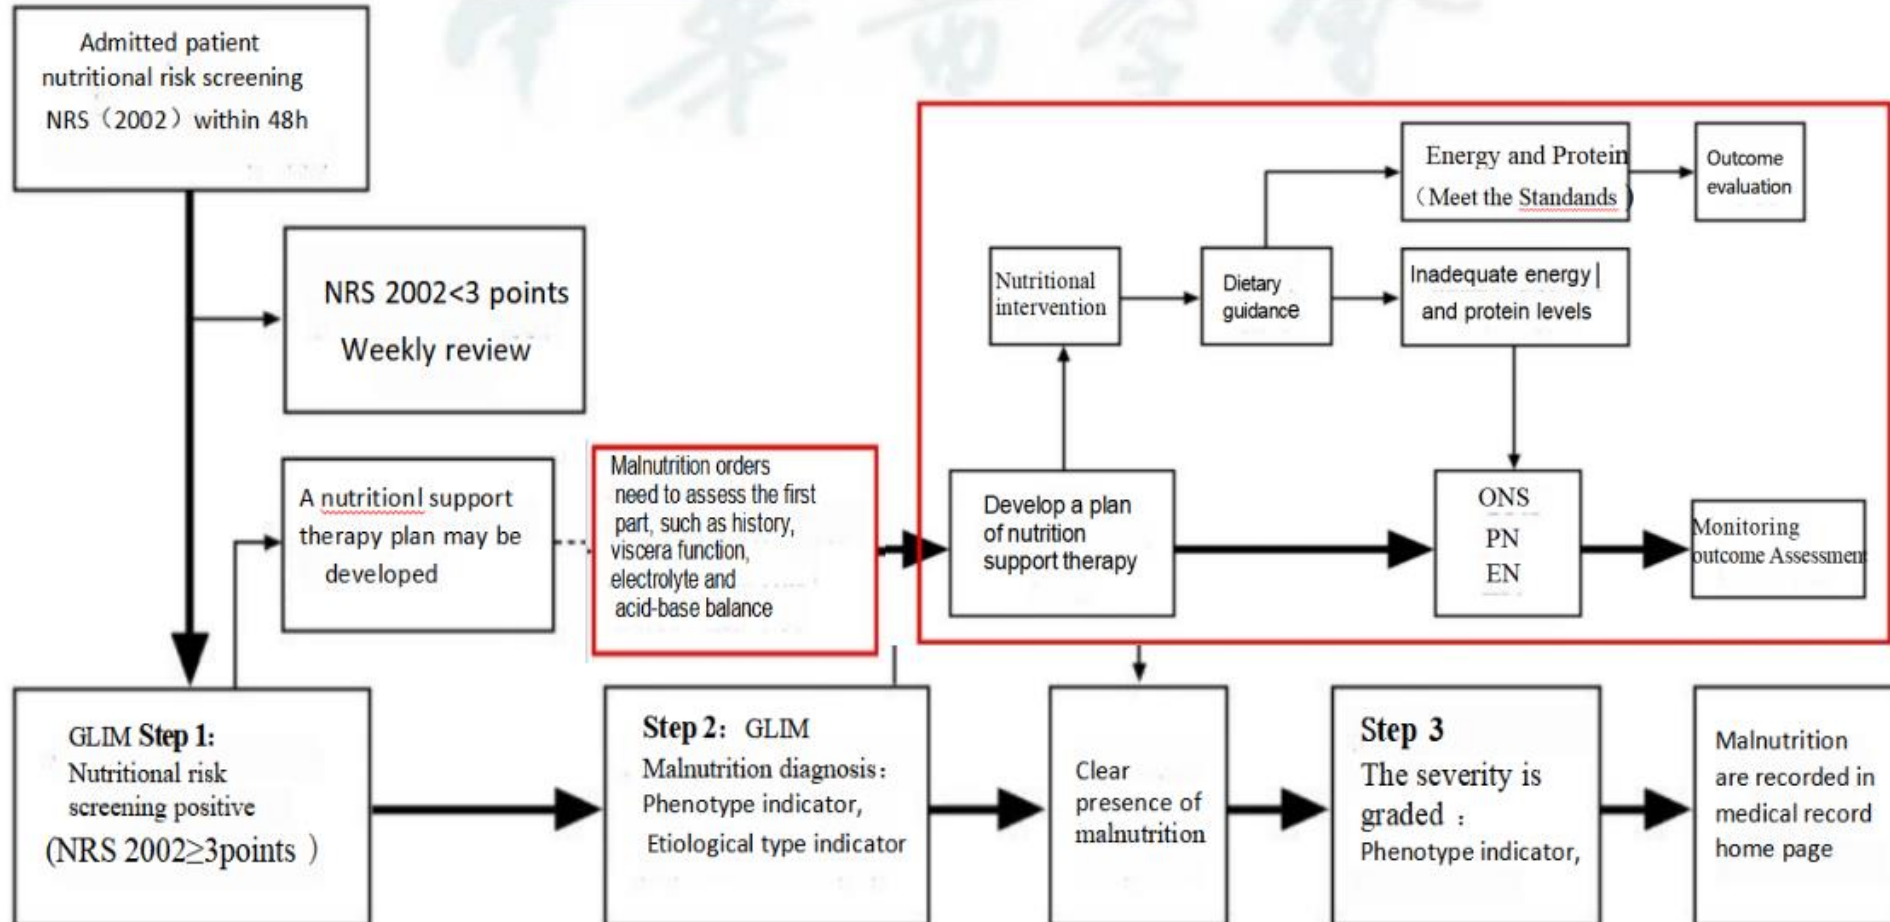 中华医学会
Admitted patient
nutritional risk screening
NRS（2002）within 48h
NRS 2002<3 points
Weekly review
A nutritionl support
therapy plan may be
developed
Malnutrition orders
need to assess the first
part, such as history,
viscera function,
electrolyte and
acid-base balance
Energy and Protein
（Meet the Standands )
Outcome
evaluation
Nutritional
intervention
Dietary
guidance
Inadequate energy|
and protein levels
Develop a plan
of nutrition
support therapy
ONS
PN
EN
Monitoring
outcome Assessment
GLIM Step 1:
Nutritional risk
screening positive
(NRS 2002≥3points ）
Step 2: GLIM
Malnutrition diagnosis:
Phenotype indicator,
Etiological type indicator
Clear
presence of
malnutrition
Step 3
The severity is
graded :
Phenotype indicator,
Malnutrition
are recorded in
medical record
home page